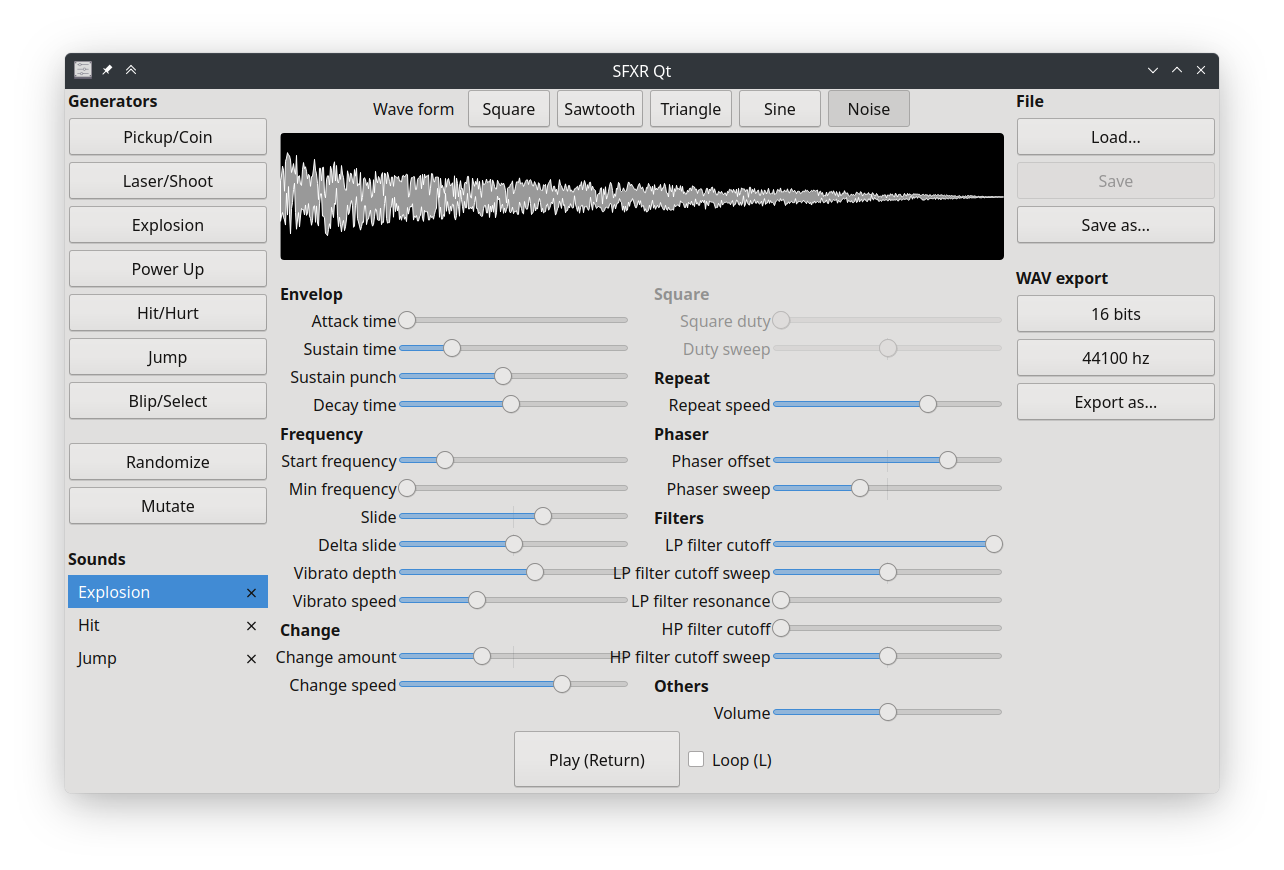 SFXR Qt
Generators
Pickup/Coin
Laser/Shoot
Explosion
Power Up
Hit/Hurt
Jump
Blip/Select
Randomize
Mutate
Sounds
Explosion
Hit
Jump
Wave form
Square
Sawtooth
Triangle
Sine
Noise
Envelop
Attack time
Sustain time
Sustain punch
Decay time
Frequency
Start frequency
Min frequency
Slide
Delta slide
Vibrato depth
Vibrato speed
Change
Change amount
Change speed
Square
Square duty
Duty sweep
Repeat
Repeat speed
Phaser
Phaser offset
Phaser sweep
Filters
LP filter cutoff
LP filter cutoff sweep
LP filter resonance
HP filter cutoff
HP filter cutoff sweep
Others
Volume
Play (Return)
Loop (L)
File
Load...
Save
Save as...
WAV export
16 bits
44100 hz
Export as...